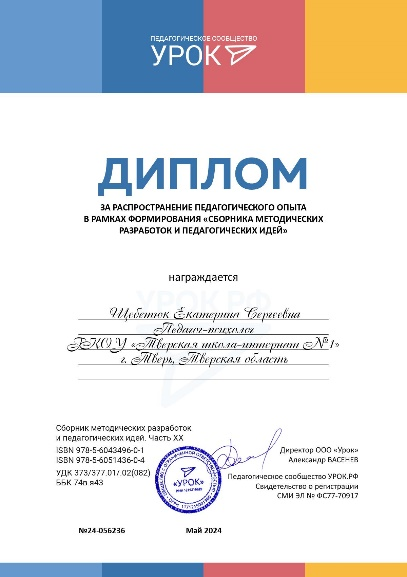 ПЕДАГОГИЧЕСКОЕ СООБЩЕСТВО
УРОК
ДИПЛОМ
ЗА РАСПРОСТРАНЕНИЕ ПЕДАГОГИЧЕСКОГО ОПЫТА
В РАМКАХ ФОРМИРОВАНИЯ «СБОРНИКА МЕТОДИЧЕСКИХ
РАЗРАБОТОК И ПЕДАГОГИЧЕСКИХ ИДЕЙ»
награждается
УРОК.РФ
Щебетюк Екатерина Сергеевна
Педагог-психолог
ГКОУ «Тверская школа-интернат №1»
г. Тверь, Тверская область
Сборник методических разработок
и педагогических идей. Часть XX
ISBN 978-5-6043496-0-1
ISBN 978-5-6051436-0-4
УДК 373/377.01/.02(082)
ББК 74п я43
«УРОК»
Директор ООО «Урок»
Александр БАСЕНЕВ
Педагогическое сообщество УРОК.РФ
Свидетельство о регистрации
СМИ ЭЛ № ФС77-70917
№24-056236
Май 2024